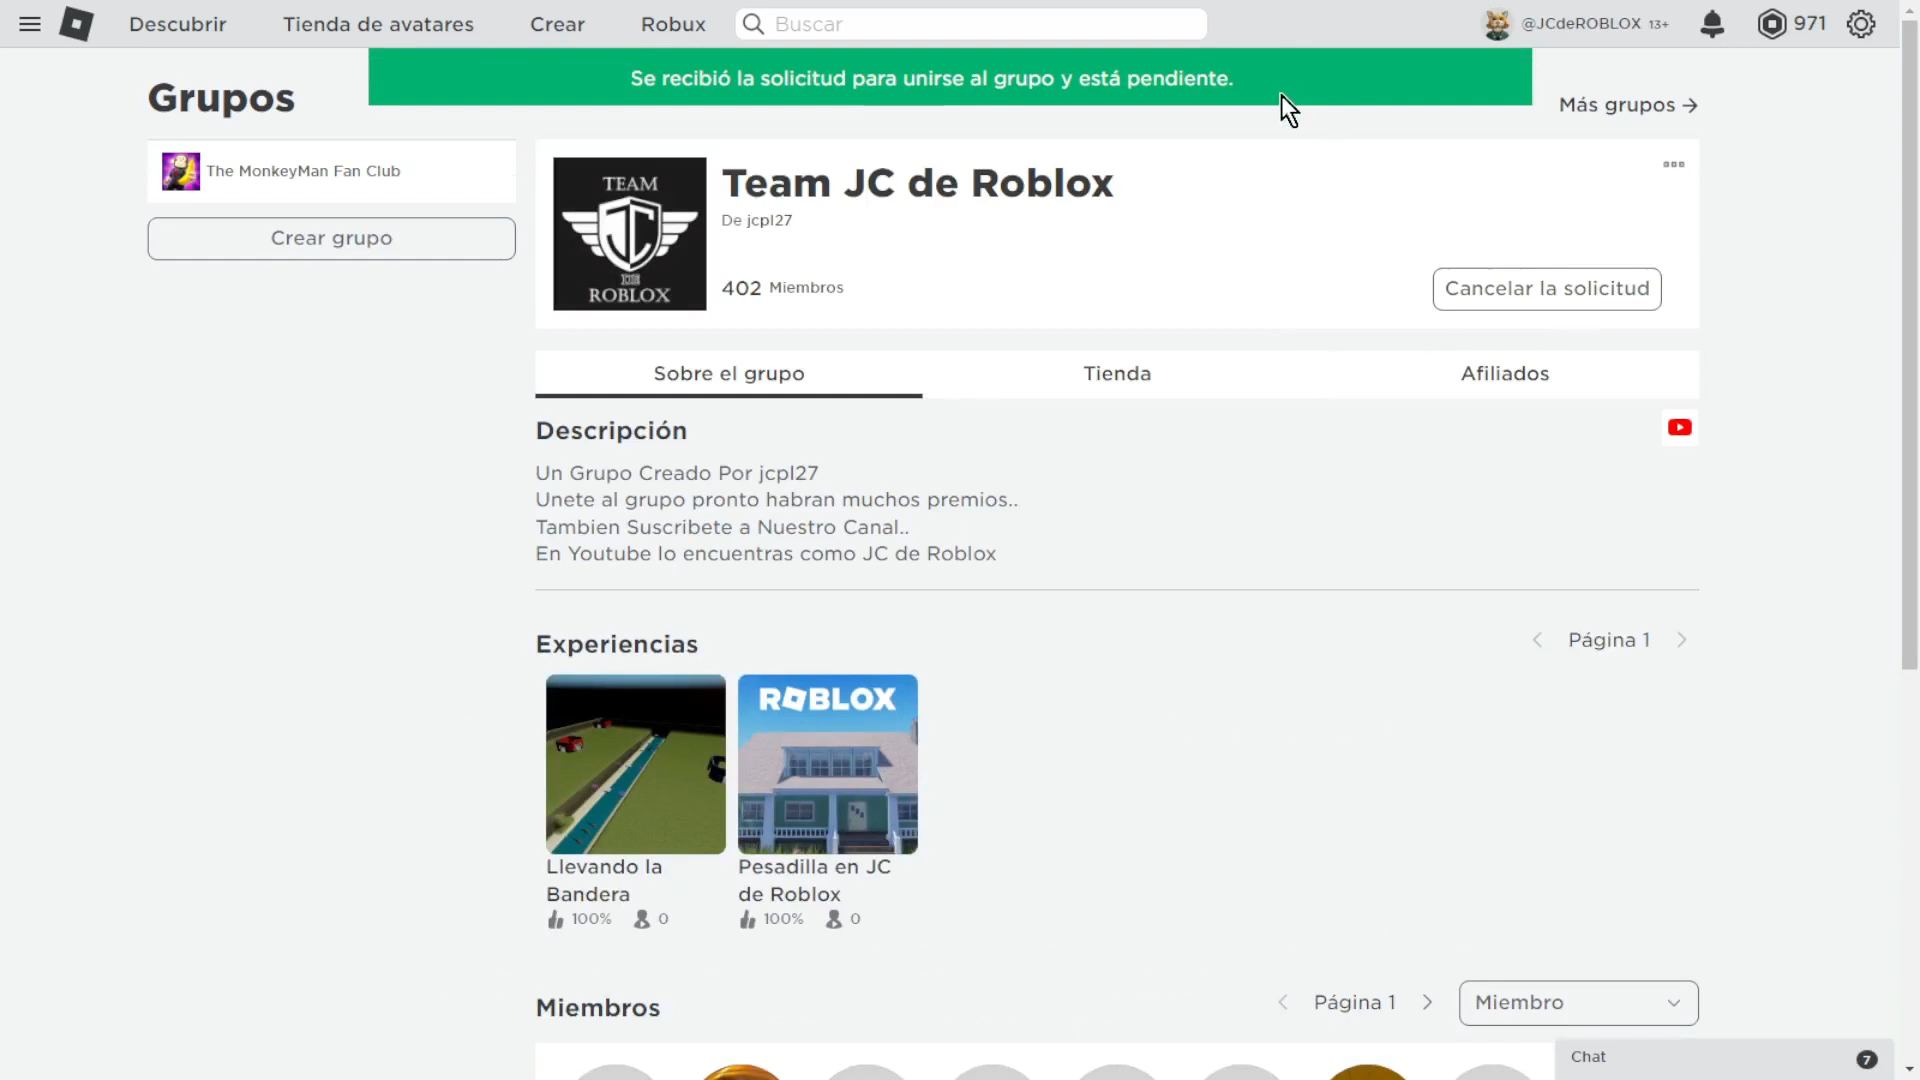 Descubrir
Tienda de avatares
Crear
Robux
Buscar
@JCdeROBLOX 13+
971
Se recibió la solicitud para unirse al grupo y está pendiente.
Grupos
Más grupos
The MonkeyMan Fan Club
Crear grupo
TEAM
JC
DE
ROBLOX
Team JC de Roblox
De jcpl27
402 Miembros
Cancelar la solicitud
Sobre el grupo
Tienda
Afiliados
Descripción
Un Grupo Creado Por jcpl27
Unete al grupo pronto habran muchos premios..
Tambien Suscribete a Nuestro Canal..
En Youtube lo encuentras como JC de Roblox
Experiencias
Página 1
ROBLOX
Llevando la
Bandera
100% 0
Pesadilla en JC
de Roblox
100% 0
Miembros
Página 1
Miembro
Chat
7